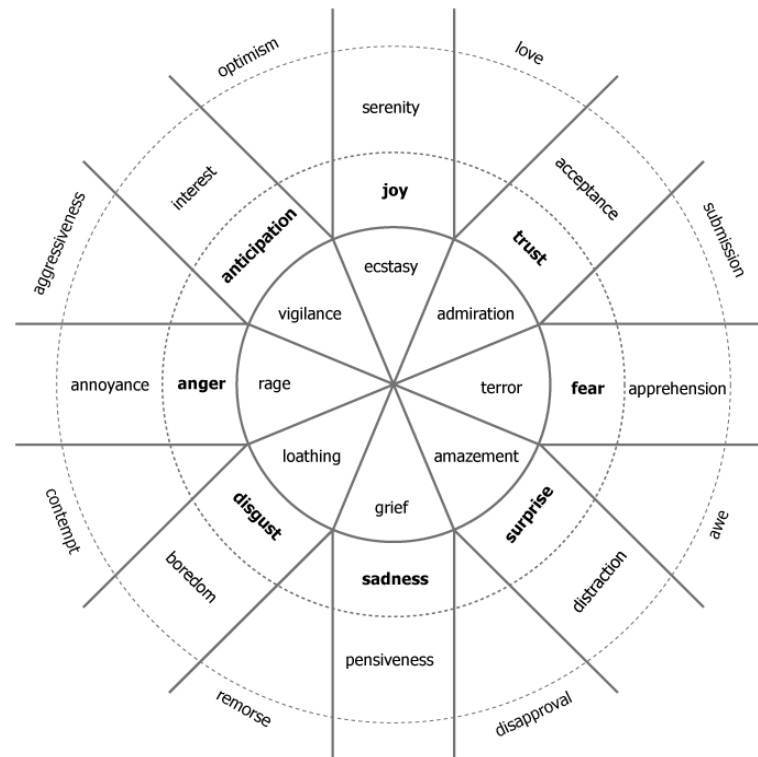 optimism
love
serenity
interest
acceptance
aggressiveness
joy
submission
anticipation
trust
ecstasy
vigilance
admiration
annoyance
anger
rage
terror
fear
apprehension
loathing
amazement
contempt
disgust
grief
surprise
awe
boredom
sadness
distraction
pensiveness
remorse
disapproval